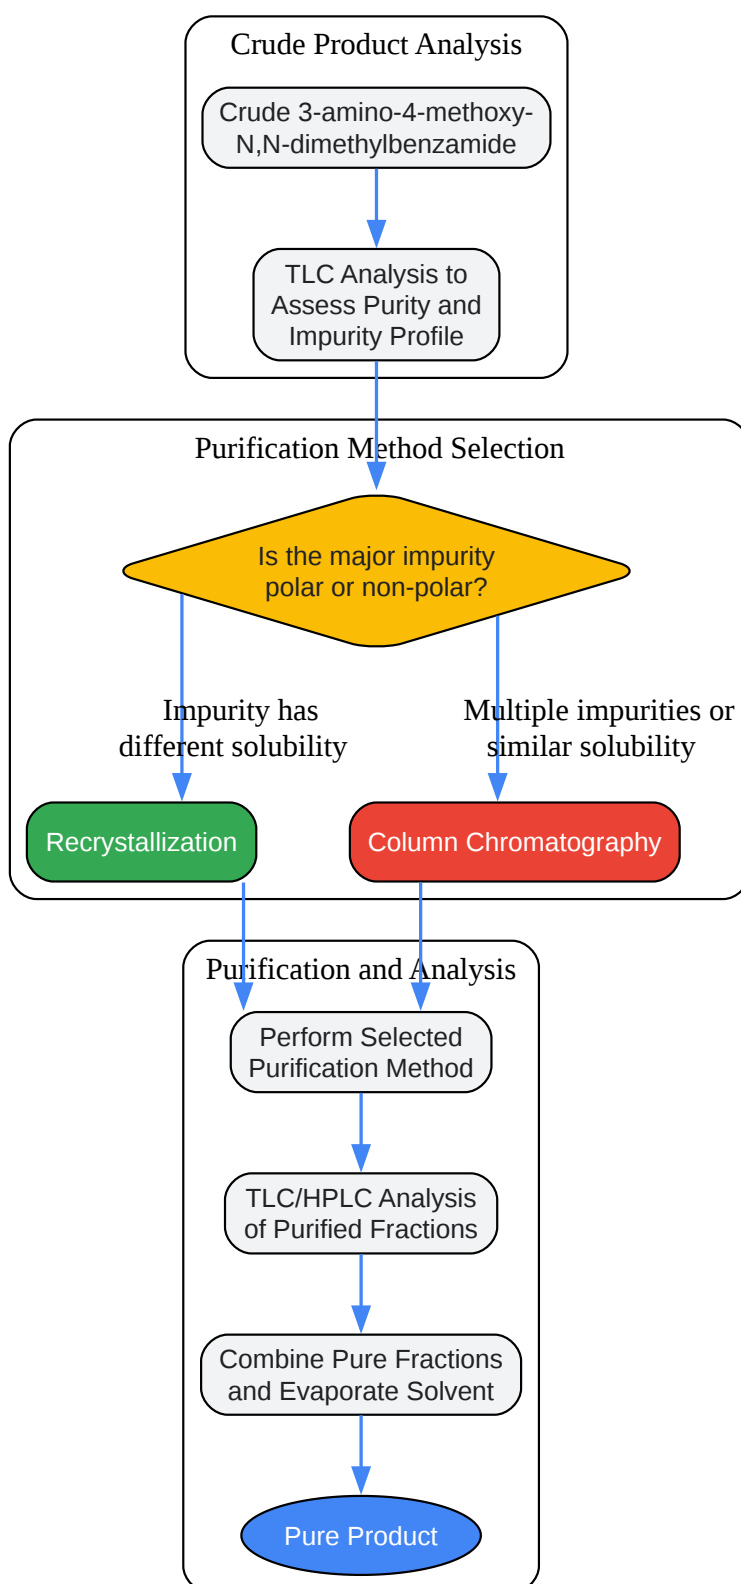 Crude Product Analysis
Crude 3-amino-4-methoxy-
N,N-dimethylbenzamide
TLC Analysis to
Assess Purity and
Impurity Profile
Purification Method Selection
Is the major impurity
polar or non-polar?
Impurity has
different solubility
Multiple impurities or
similar solubility
Recrystallization
Column Chromatography
Purification and Analysis
Perform Selected
Purification Method
TLC/HPLC Analysis
of Purified Fractions
Combine Pure Fractions
and Evaporate Solvent
Pure Product